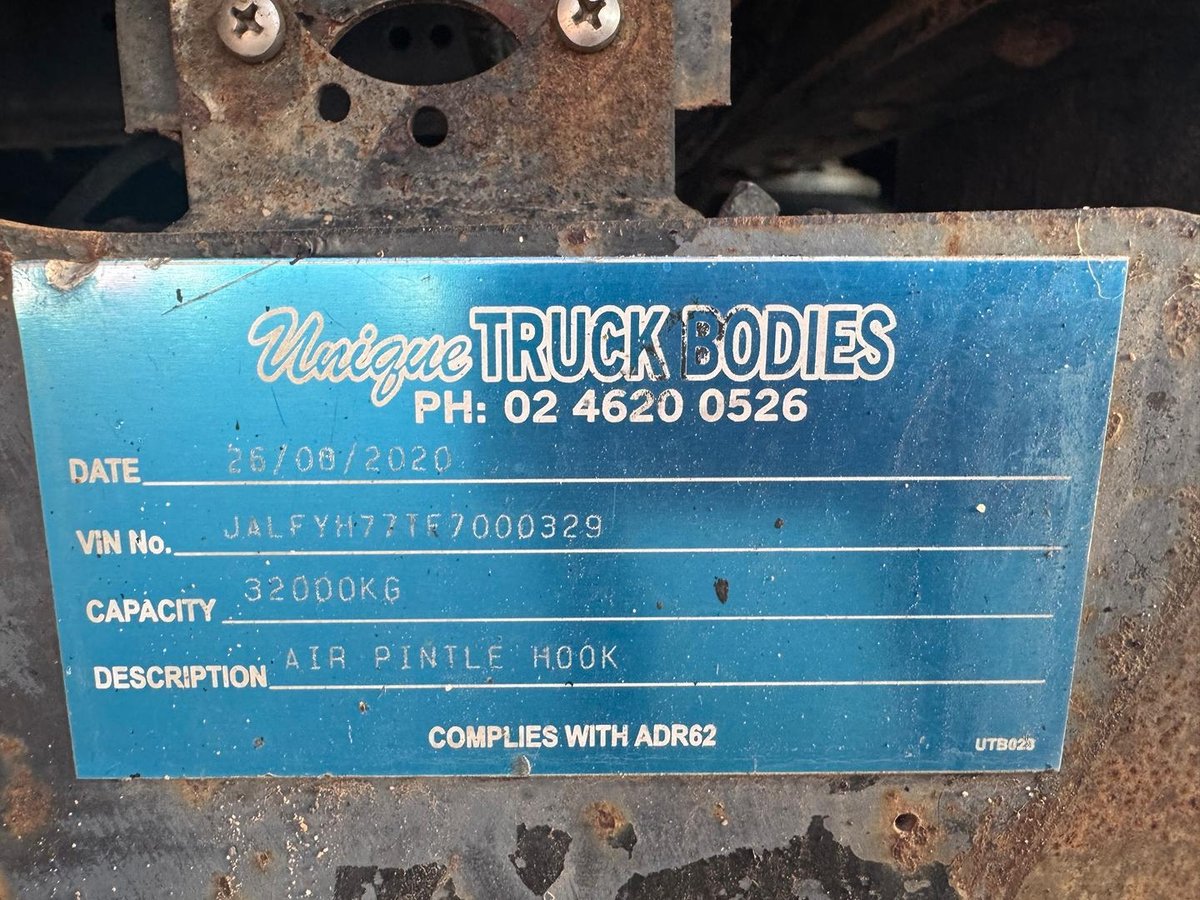 Unique TRUCK BODIES
PH: 02 4620 0526
DATE 26/08/2020
VIN No. JALFYH77TF7000329
CAPACITY 32000KG
DESCRIPTION AIR PINTLE HOOK
COMPLIES WITH ADR62
UTB023